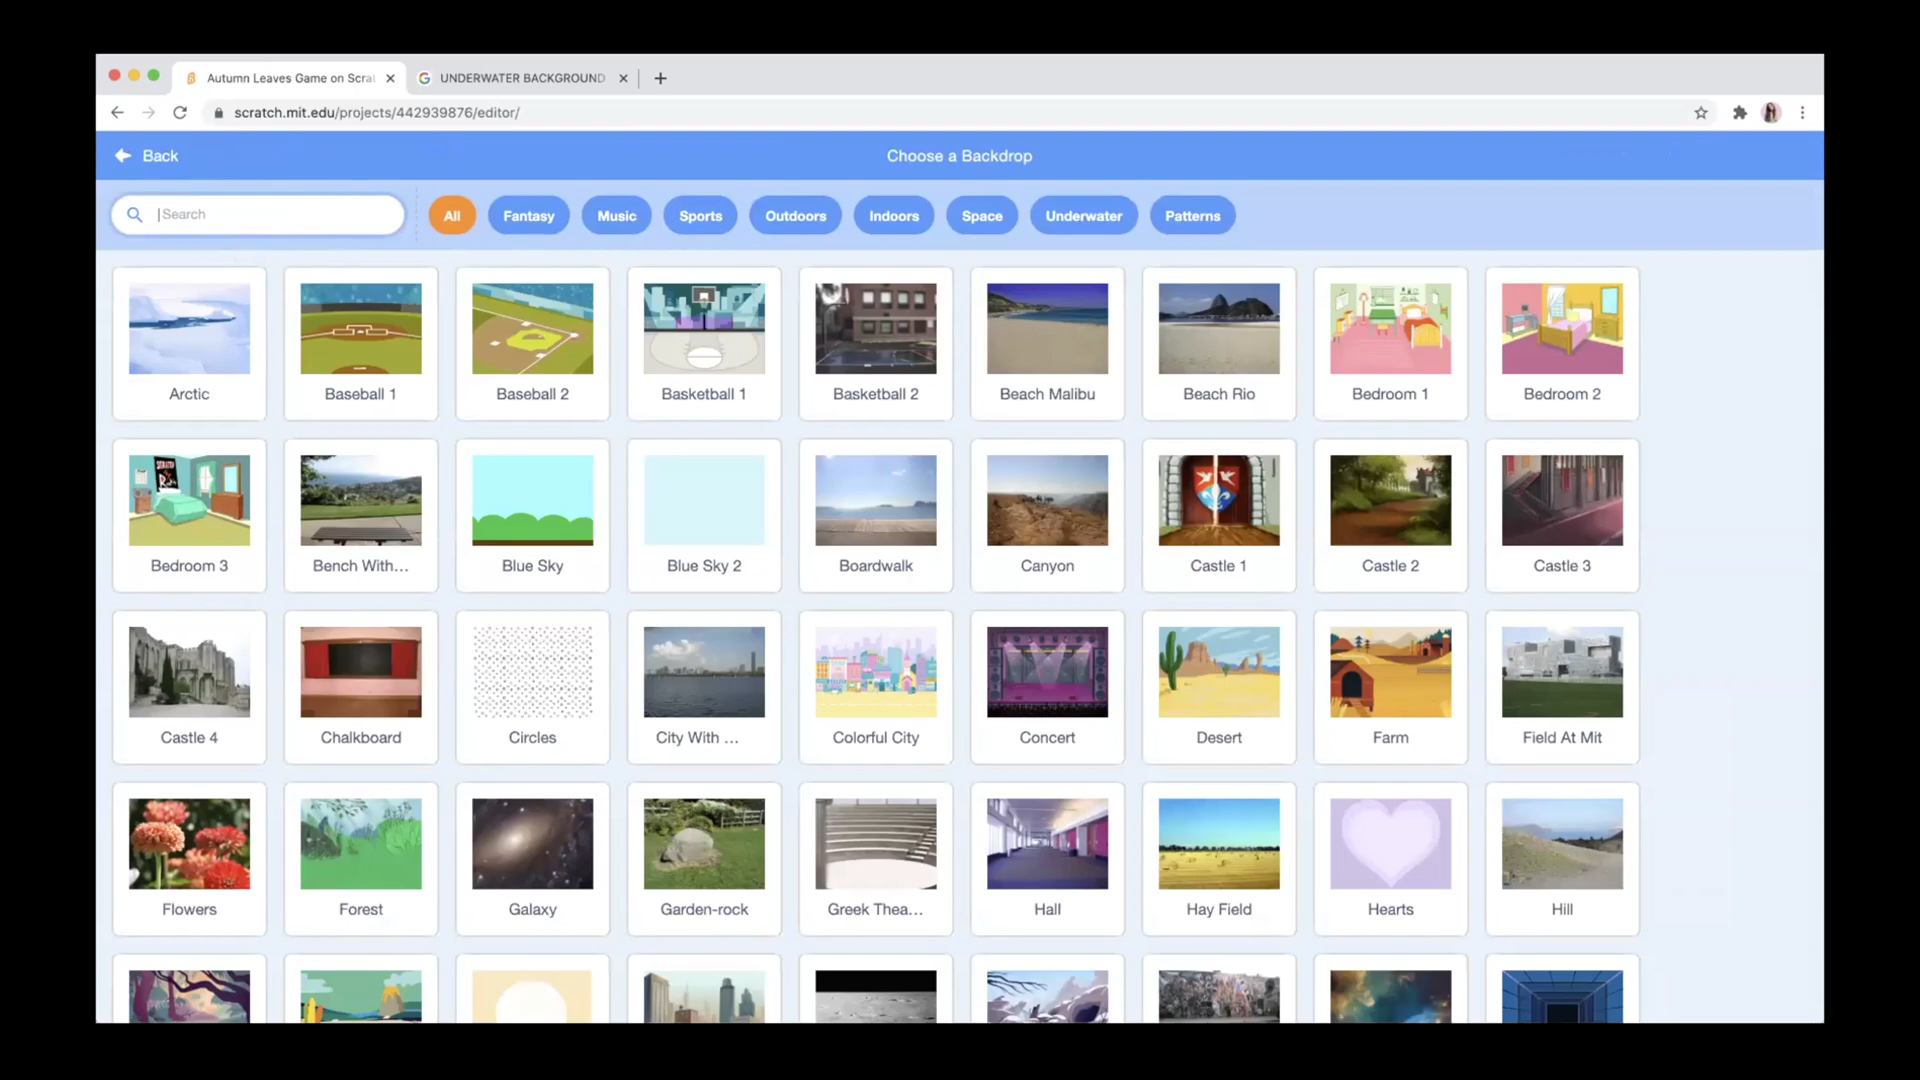 Autumn Leaves Game on Scrat
UNDERWATER BACKGROUND
scratch.mit.edu/projects/442939876/editor/
Back
Choose a Backdrop
Search
All
Fantasy
Music
Sports
Outdoors
Indoors
Space
Underwater
Patterns
Arctic
Baseball 1
Baseball 2
Basketball 1
Basketball 2
Beach Malibu
Beach Rio
Bedroom 1
Bedroom 2
Bedroom 3
Bench With...
Blue Sky
Blue Sky 2
Boardwalk
Canyon
Castle 1
Castle 2
Castle 3
Castle 4
Chalkboard
Circles
City With ...
Colorful City
Concert
Desert
Farm
Field At Mit
Flowers
Forest
Galaxy
Garden-rock
Greek Thea...
Hall
Hay Field
Hearts
Hill